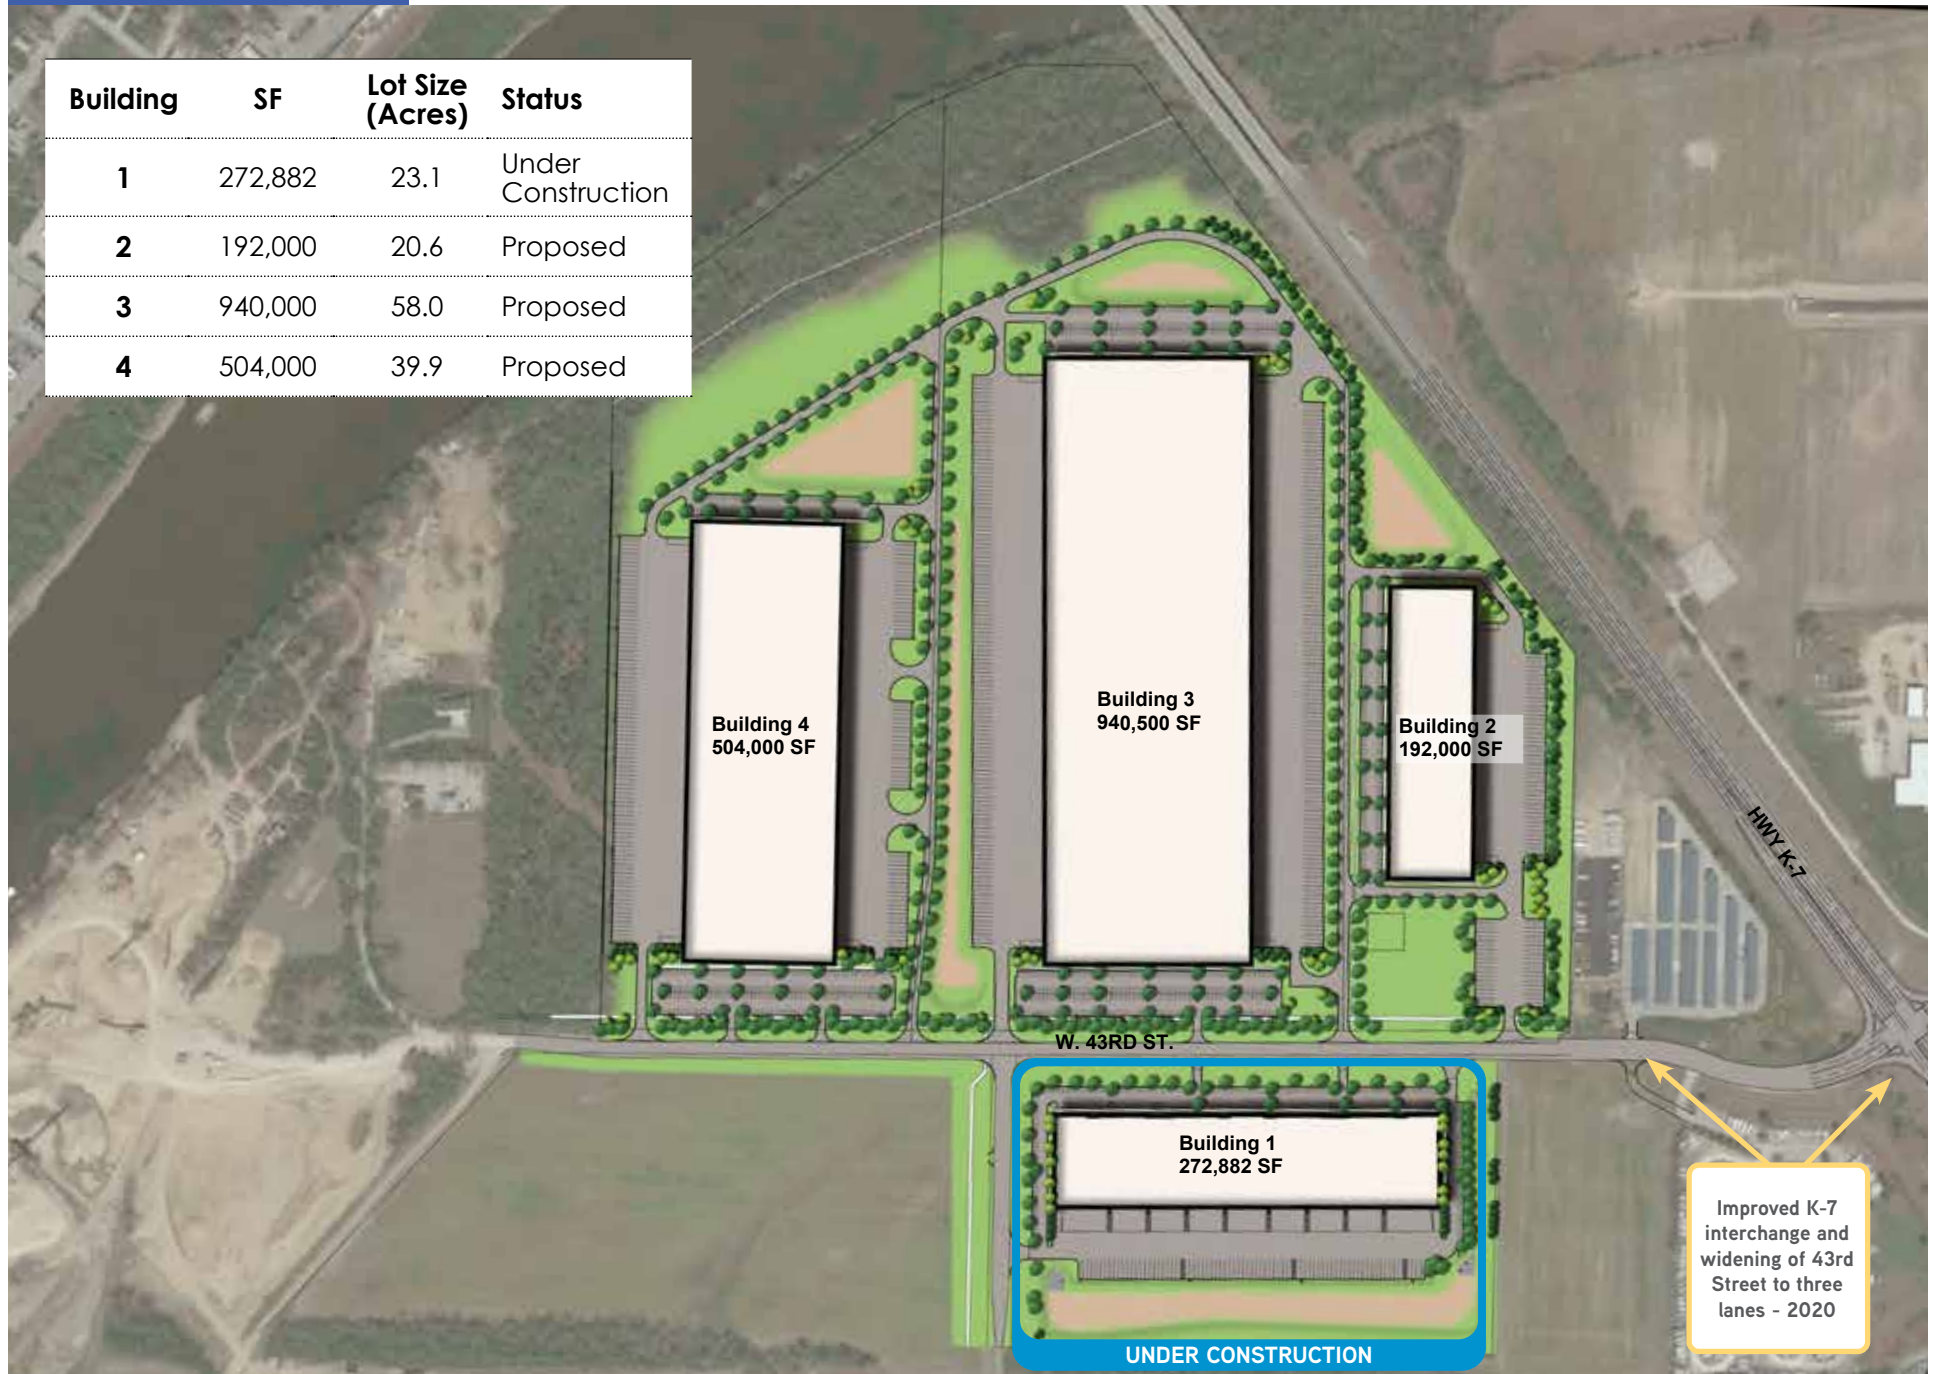 Building SF Lot Size (Acres) Status
1 272,882 23.1 Under Construction
2 192,000 20.6 Proposed
3 940,000 58.0 Proposed
4 504,000 39.9 Proposed
Building 4
504,000 SF
Building 3
940,500 SF
Building 2
192,000 SF
HWY K-7
W. 43RD ST.
Building 1
272,882 SF
UNDER CONSTRUCTION
Improved K-7
interchange and
widening of 43rd
Street to three
lanes - 2020